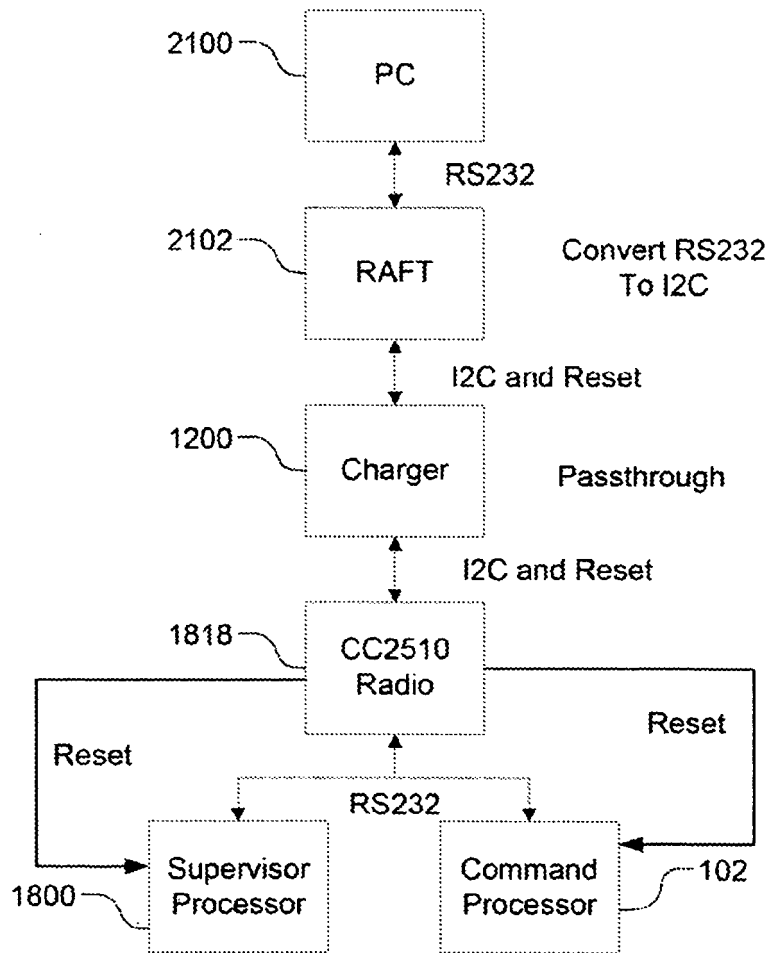 2100
PC
RS232
2102
RAFT
Convert RS232
To I2C
I2C and Reset
1200
Charger
Passthrough
I2C and Reset
1818
CC2510
Radio
Reset
Reset
RS232
Supervisor
Processor
1800
Command
Processor
102